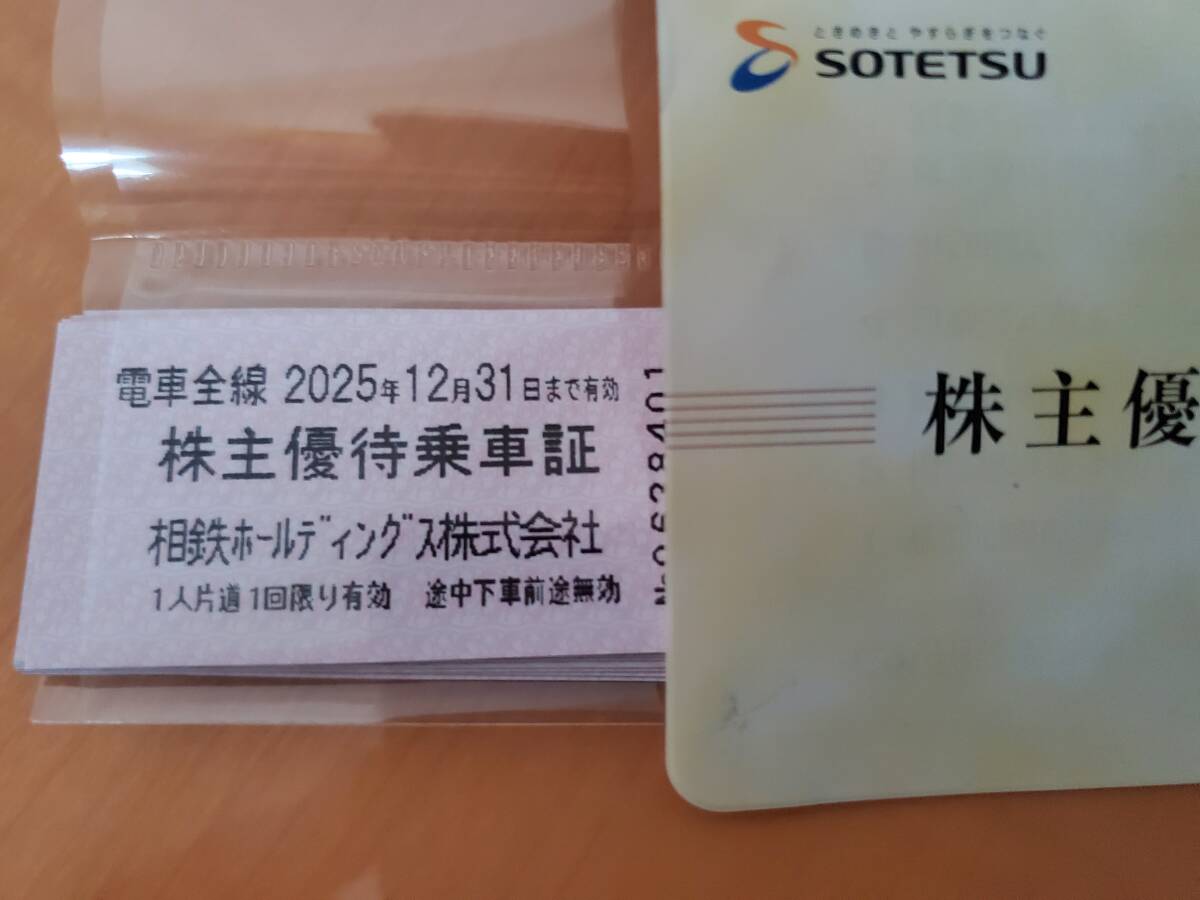 ときめきと やすらぎをつなぐ
SOTETSU
株主優
電車全線 2025年12月31日まで有効
株主優待乗車証
相鉄ホールディングス株式会社
1人片道1回限り有効 途中下車前途無効